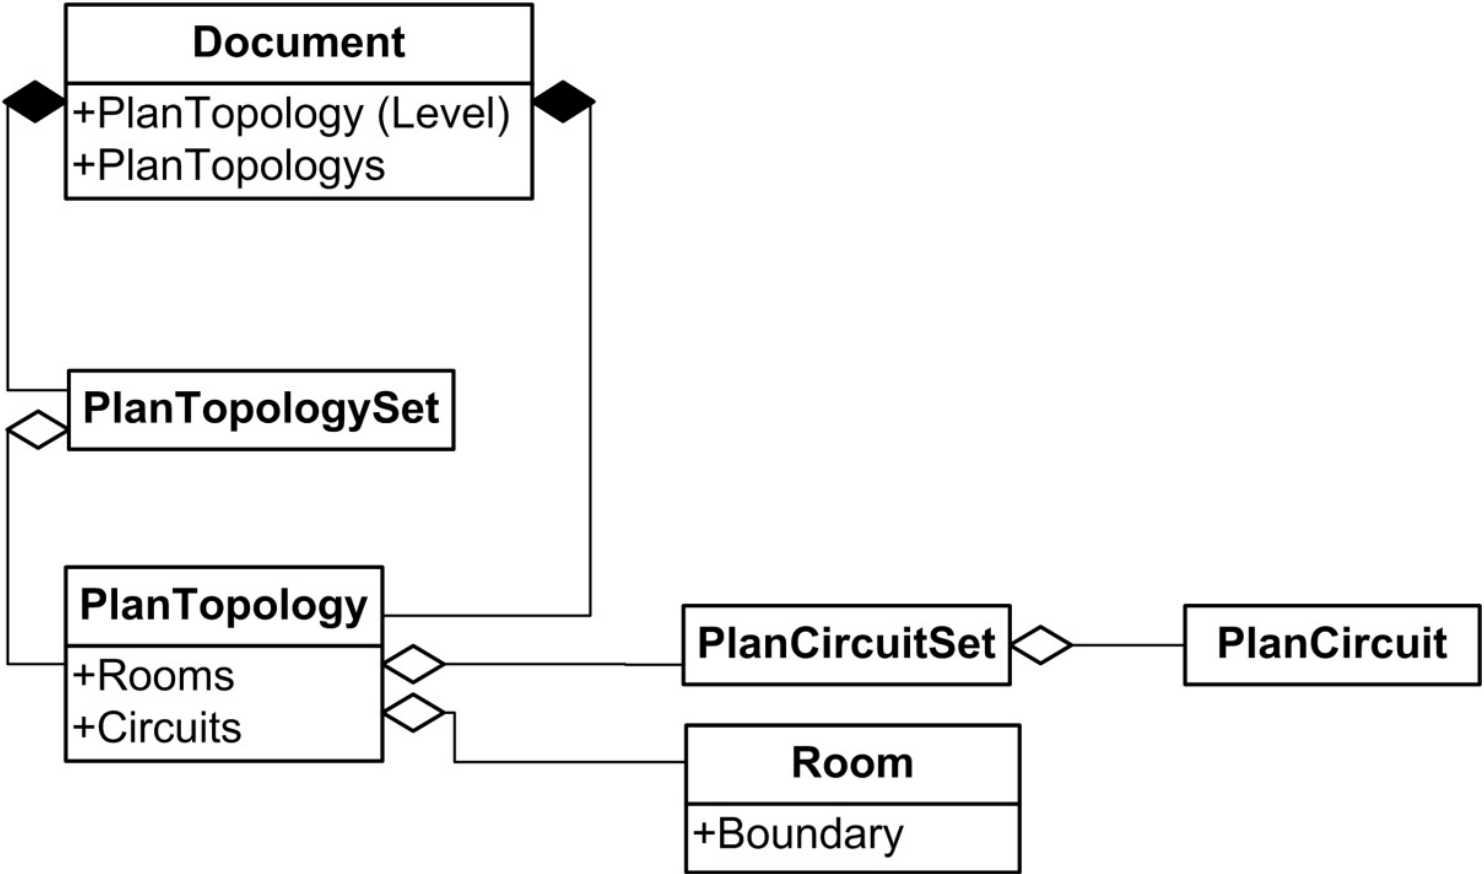 Document
+PlanTopology (Level)
+PlanTopologys
PlanTopologySet
PlanTopology
+Rooms
+Circuits
PlanCircuitSet
PlanCircuit
Room
+Boundary